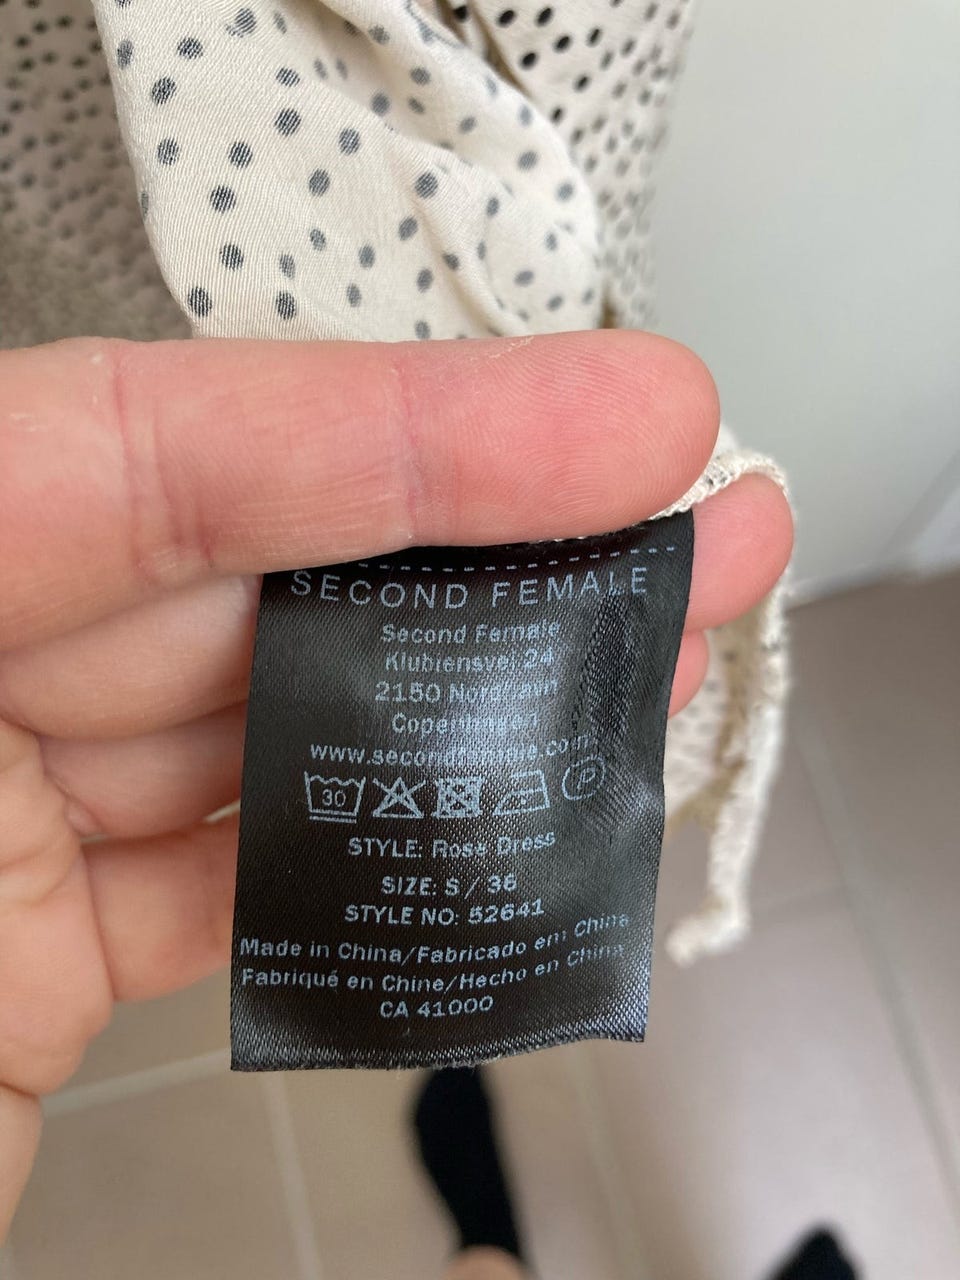 SECOND FEMALE
Second Female
Klubiensvej 24
2150 Nordhavn
Copenhagen
www.secondfemale.com
30
P
STYLE: Rose Dress
SIZE: S / 36
STYLE NO: 52641
Made in China/Fabricado em China
Fabriqué en Chine/Hecho en China
CA 41000